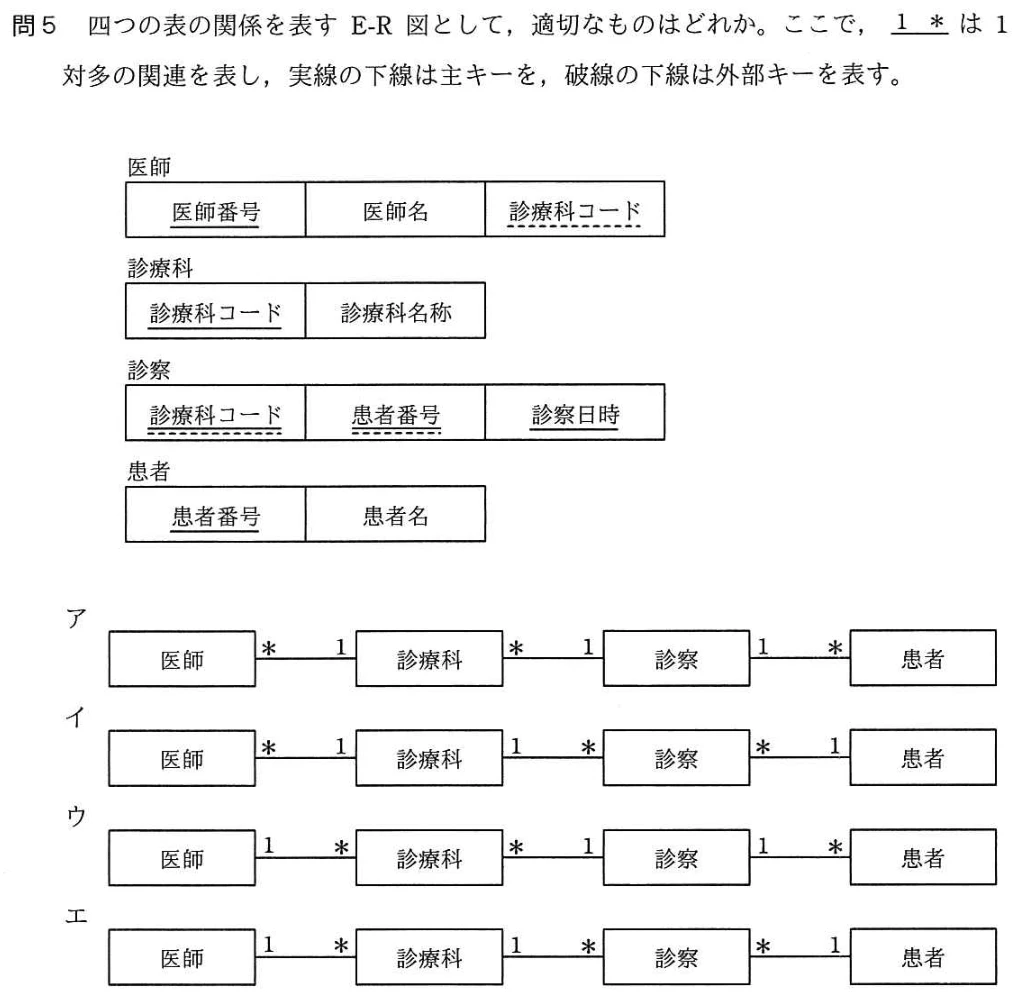 問5 四つの表の関係を表す E-R 図として，適切なものはどれか。ここで， 1 * は 1
対多の関連を表し，実線の下線は主キーを，破線の下線は外部キーを表す。
医師
医師番号 医師名 診療科コード
診療科
診療科コード 診療科名称
診察
診療科コード 患者番号 診察日時
患者
患者番号 患者名
ア
医師 * 1 診療科 * 1 診察 1 * 患者
イ
医師 * 1 診療科 1 * 診察 * 1 患者
ウ
医師 1 * 診療科 * 1 診察 1 * 患者
エ
医師 1 * 診療科 1 * 診察 * 1 患者